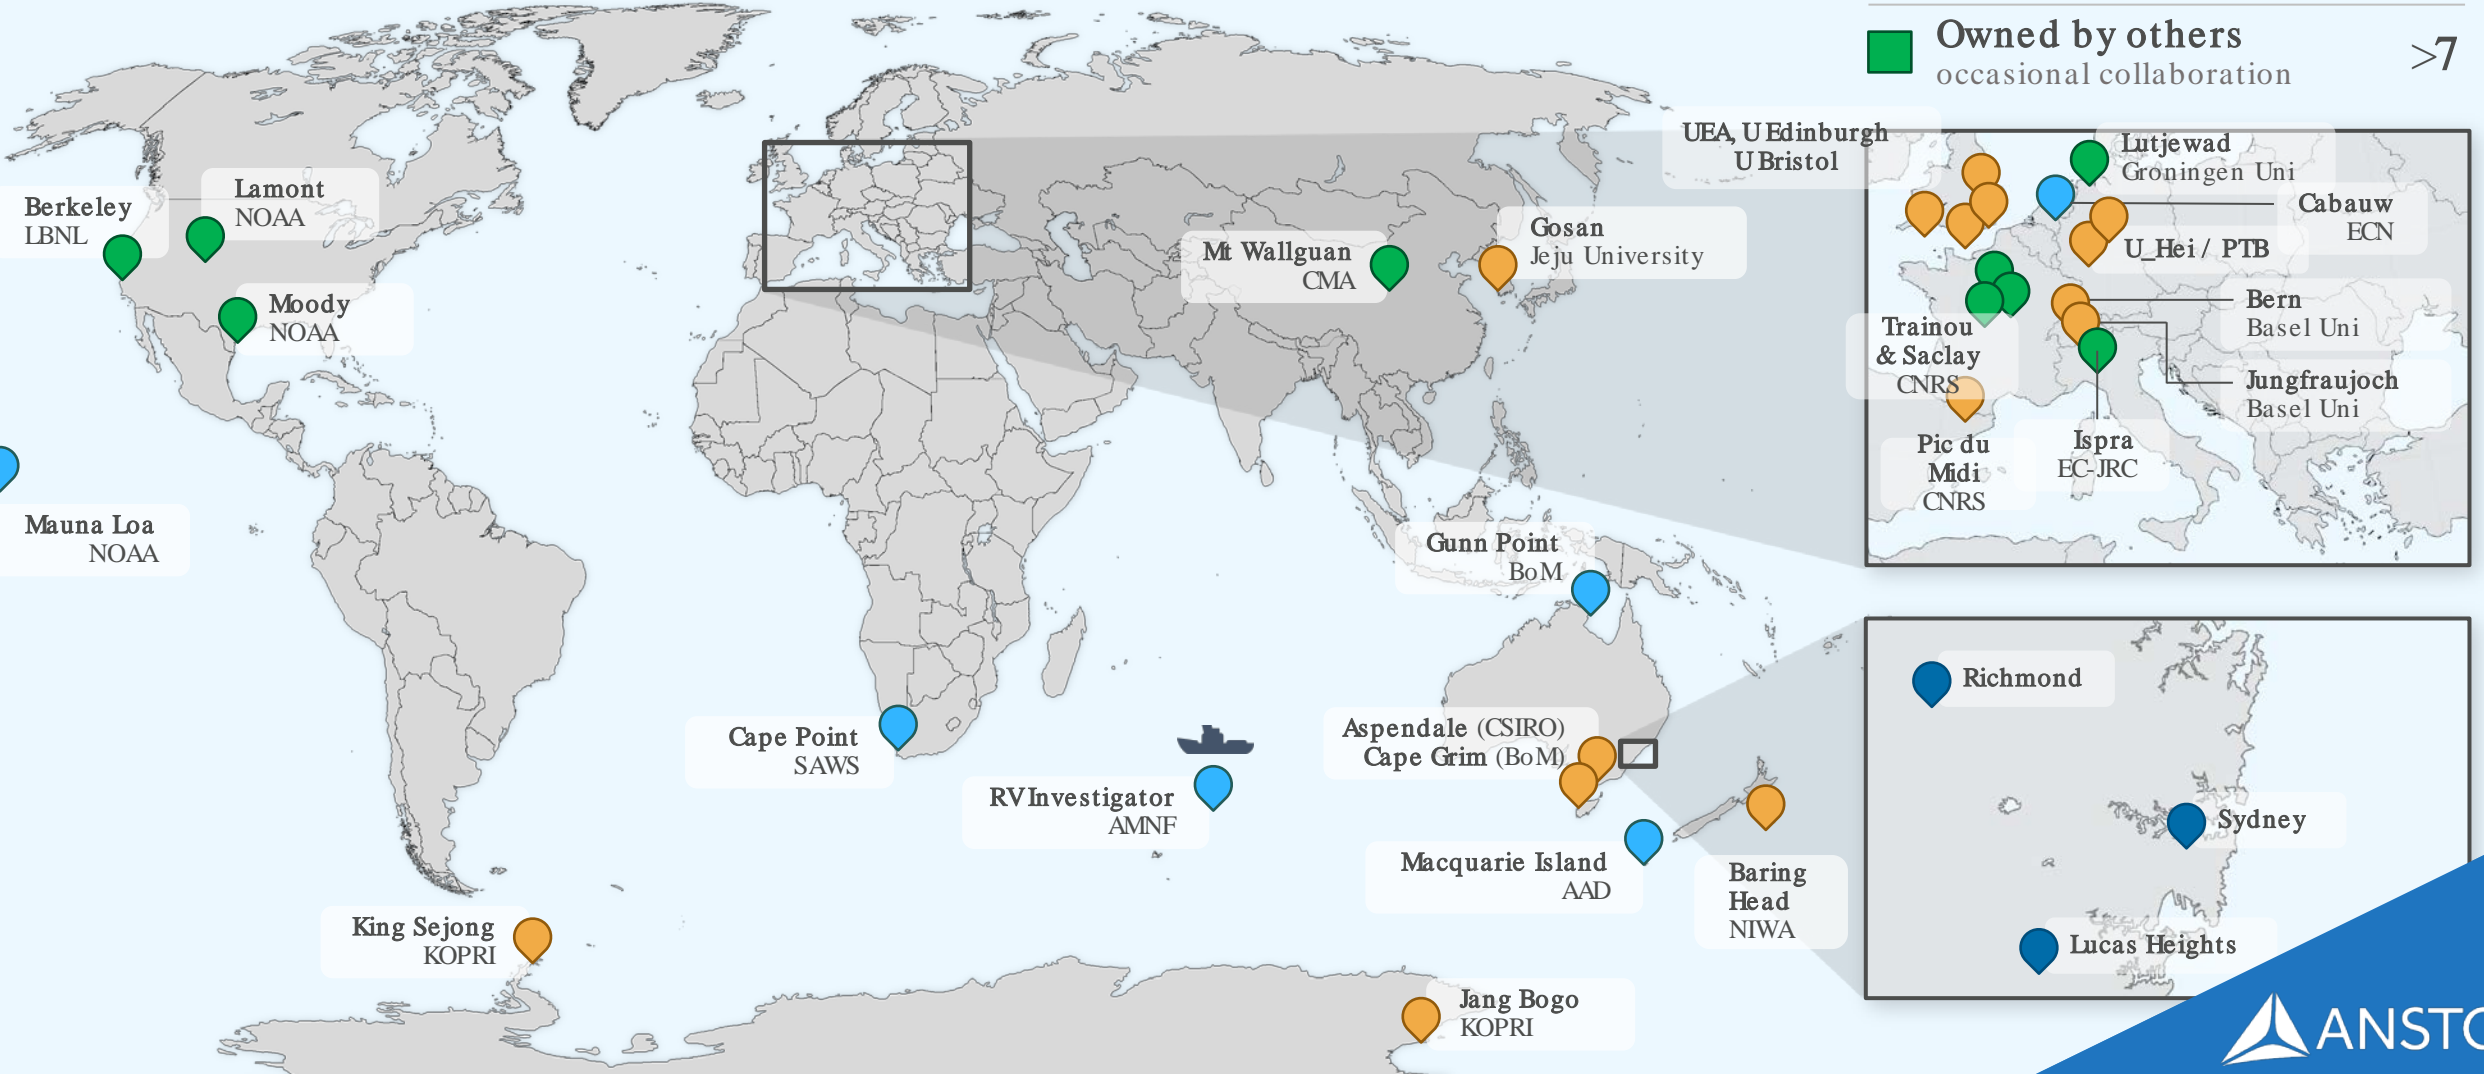 Owned by others
>7
occasional collaboration
UEA, U Edinburgh
U Bristol
Lutjewad
Groningen Uni
Cabauw
ECN
U_Hei / PTB
Bern
Basel Uni
Trainou
& Saclay
CNRS
Jungfraujoch
Basel Uni
Pic du
Midi
CNRS
Ispra
EC-JRC
Berkeley
LBNL
Lamont
NOAA
Moody
NOAA
Mt Wallguan
CMA
Gosan
Jeju University
Mauna Loa
NOAA
Gunn Point
BoM
Cape Point
SAWS
RV Investigator
AMNF
Aspendale (CSIRO)
Cape Grim (BoM)
Macquarie Island
AAD
Baring
Head
NIWA
King Sejong
KOPRI
Jang Bogo
KOPRI
Richmond
Sydney
Lucas Heights
ANSTO